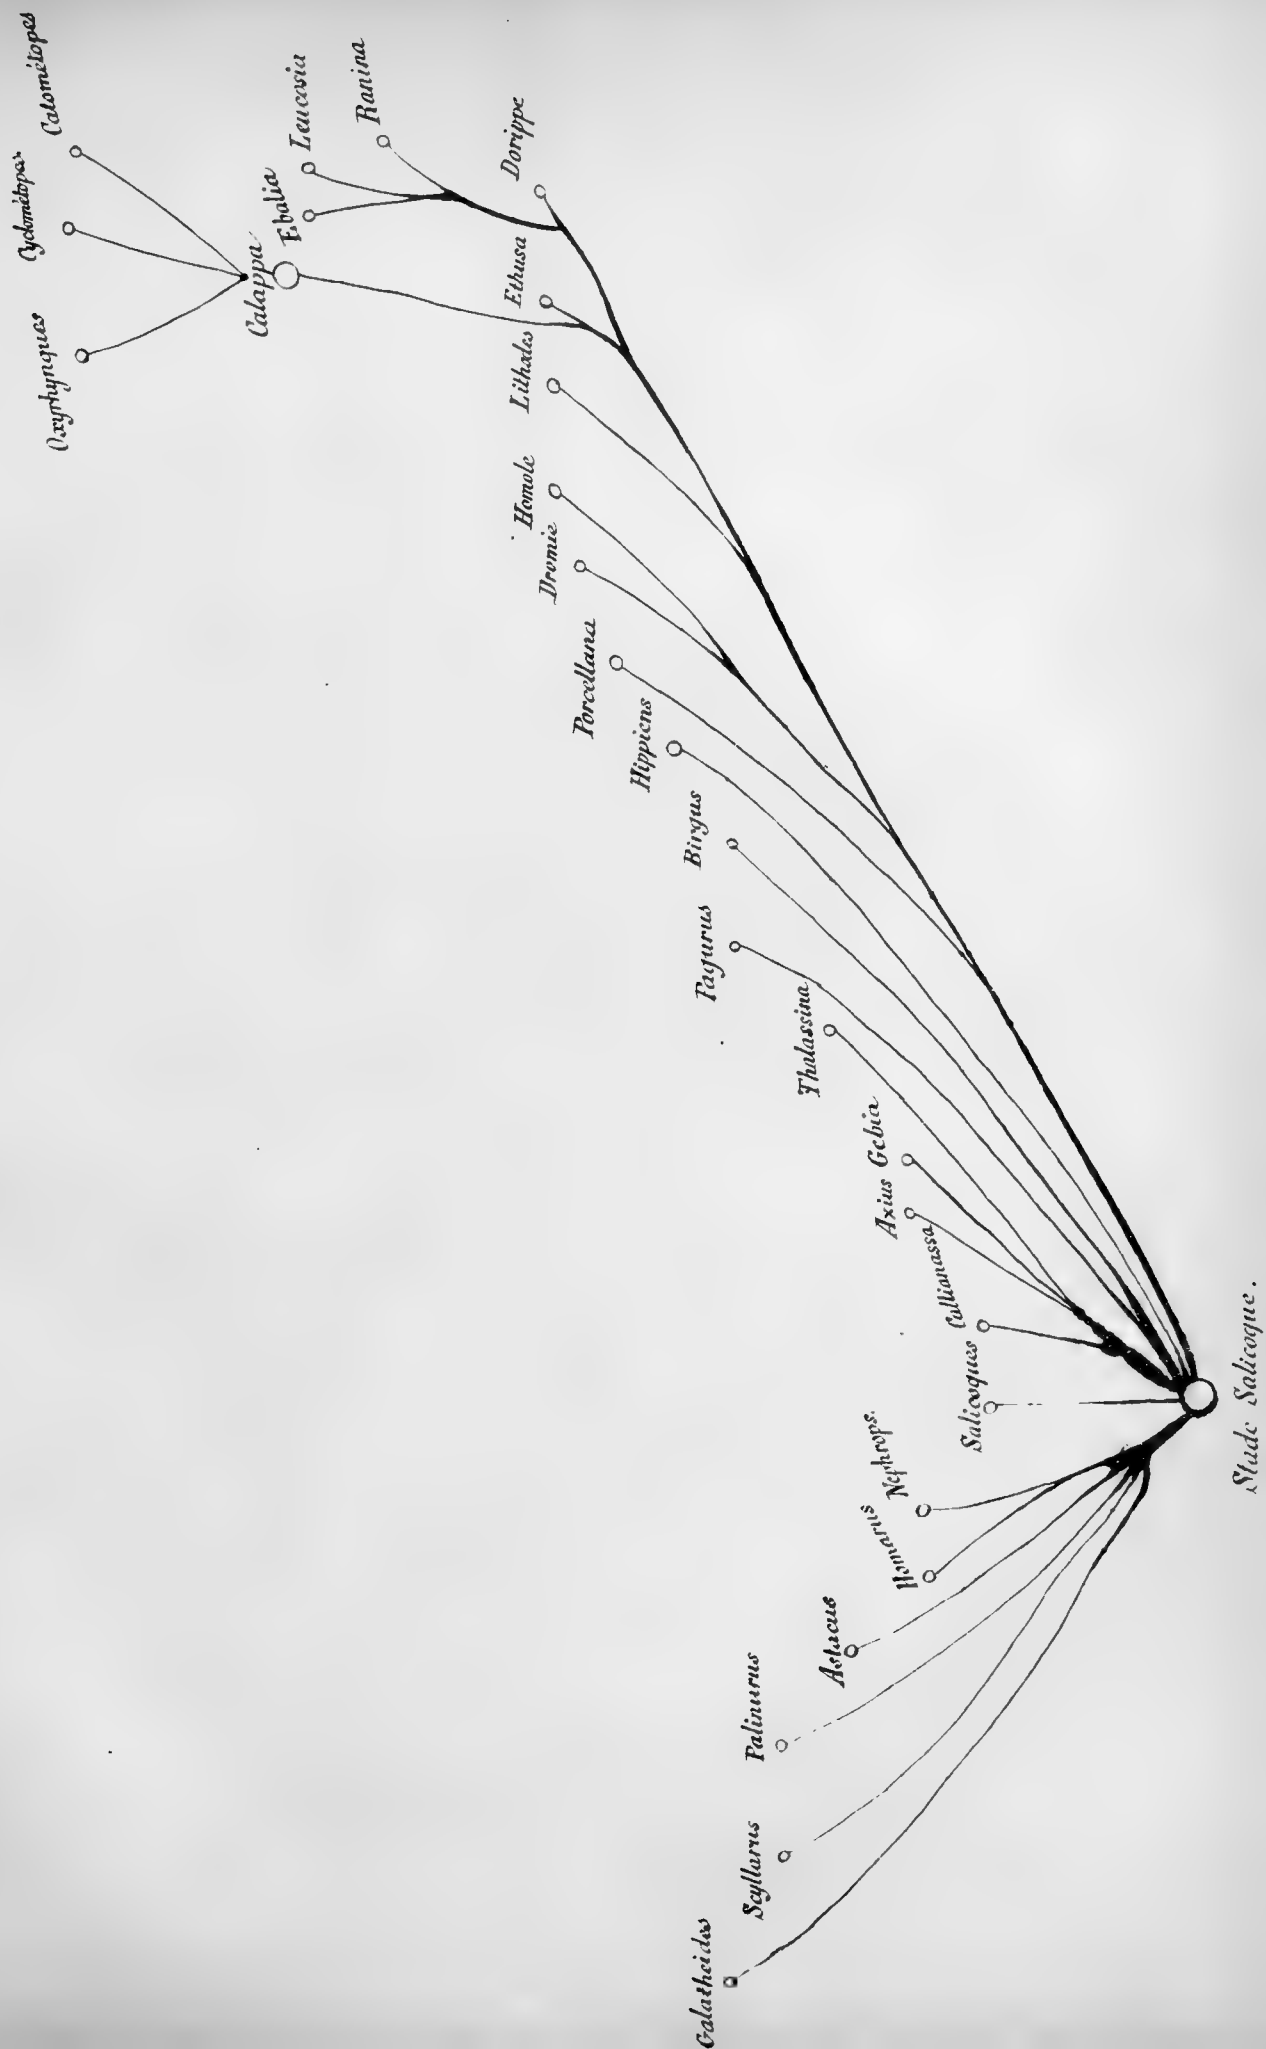 Catométopes
Cyclométopes
Oxyrhynques
Calappa
Ebalia
Leucosia
Ranina
Dorippe
Ethusa
Lithodes
Homole
Dromie
Porcellana
Hippiens
Birgus
Pagurus
Thalassina
Gebia
Axius
Callianassa
Salicoques
Nephrops.
Homarus
Astacus
Palinurus
Scyllarus
Galatheides
Stade Salicoque.